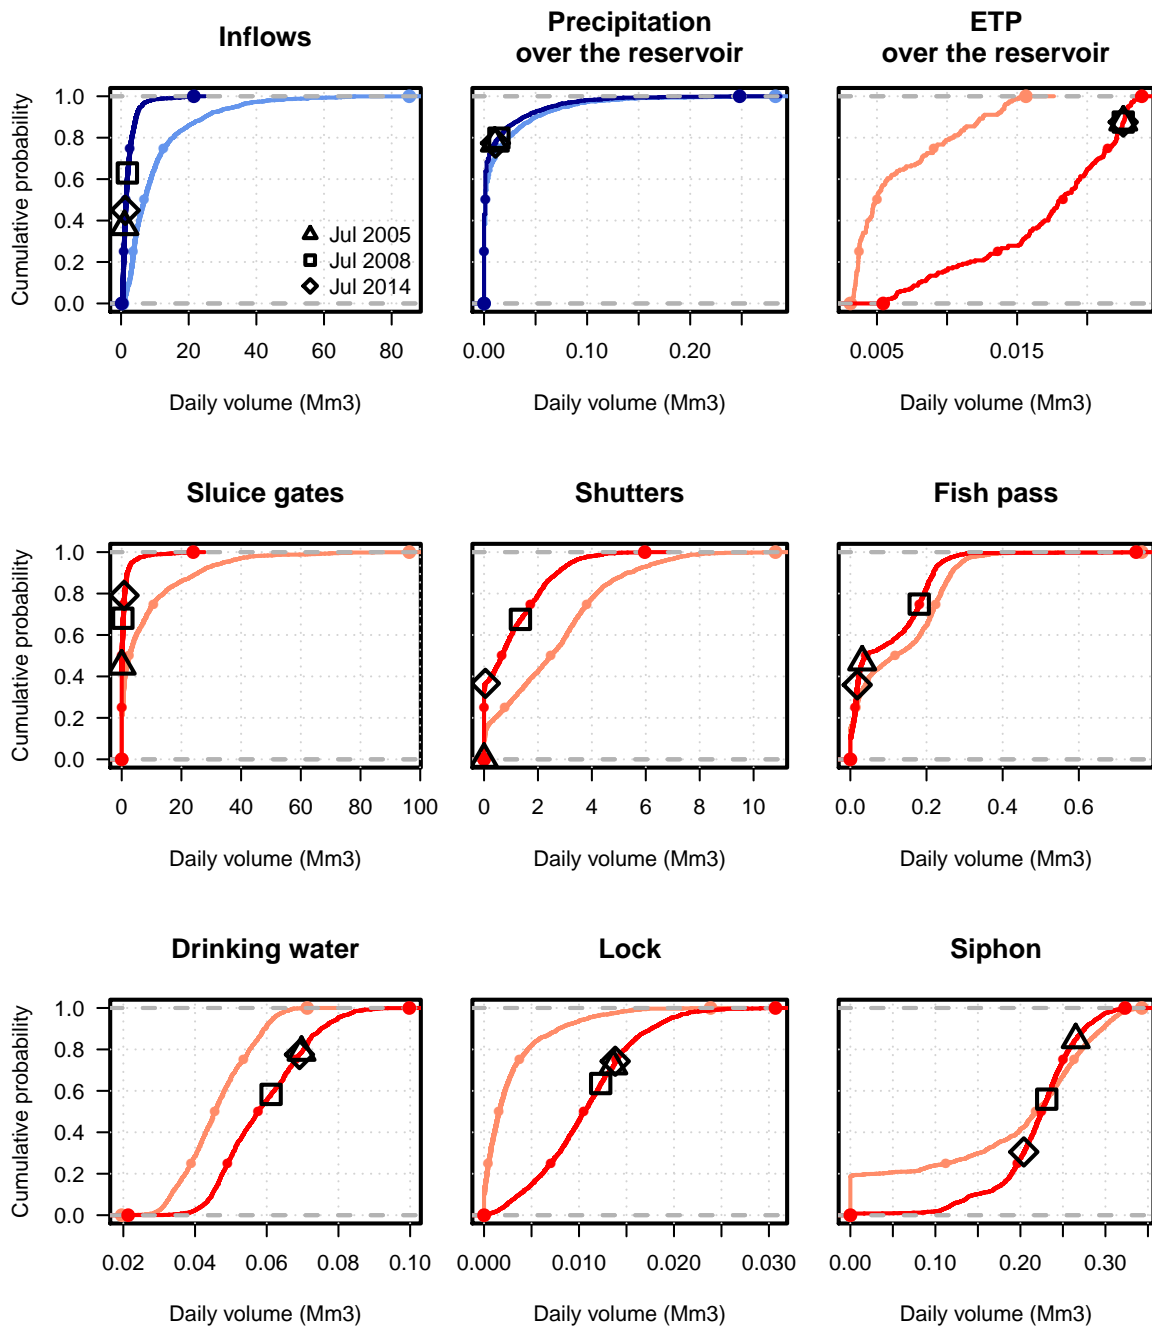 Inflows
Precipitation
over the reservoir
ETP
over the reservoir
Cumulative probability
1.0
0.8
0.6
0.4
0.2
0.0
Jul 2005
Jul 2008
Jul 2014
0 20 40 60 80
0.00 0.10 0.20
0.005 0.015
Daily volume (Mm3)
Daily volume (Mm3)
Daily volume (Mm3)
Sluice gates
Shutters
Fish pass
Cumulative probability
1.0
0.8
0.6
0.4
0.2
0.0
0 20 40 60 80 100
0 2 4 6 8 10
0.0 0.2 0.4 0.6
Daily volume (Mm3)
Daily volume (Mm3)
Daily volume (Mm3)
Drinking water
Lock
Siphon
Cumulative probability
1.0
0.8
0.6
0.4
0.2
0.0
0.02 0.04 0.06 0.08 0.10
0.000 0.010 0.020 0.030
0.00 0.10 0.20 0.30
Daily volume (Mm3)
Daily volume (Mm3)
Daily volume (Mm3)